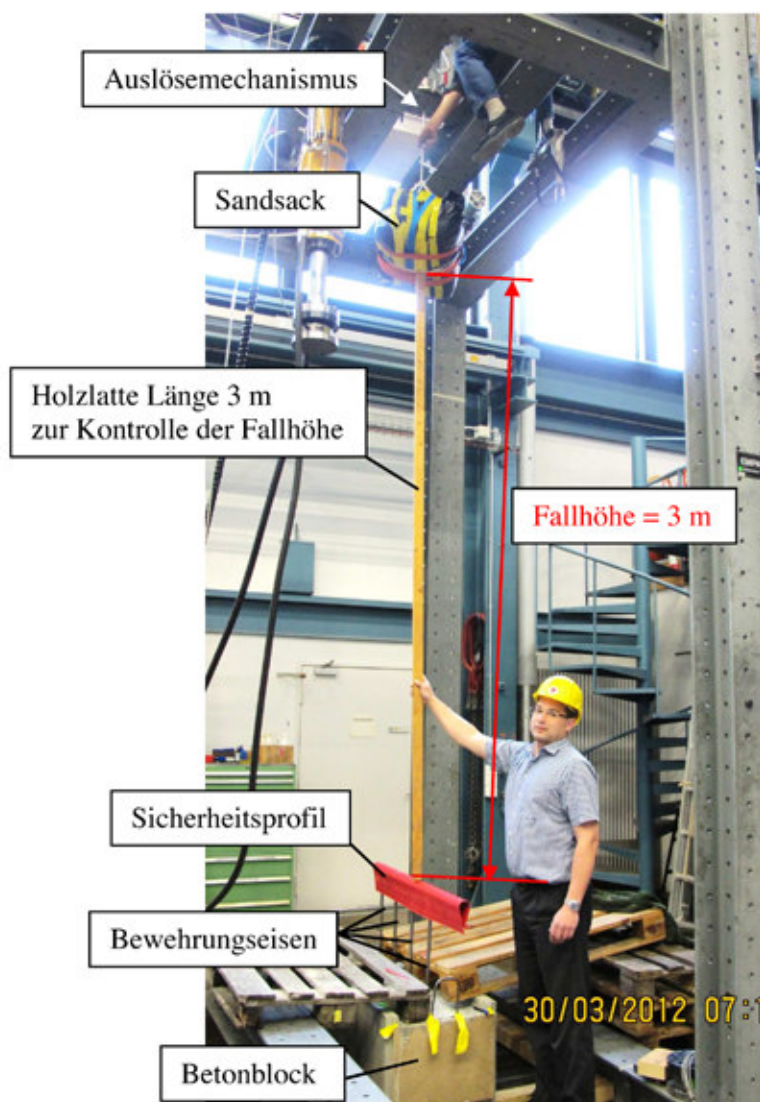 Auslösemechanismus
Sandsack
Holzlatte Länge 3 m
zur Kontrolle der Fallhöhe
Fallhöhe = 3 m
Sicherheitsprofil
Bewehrungseisen
30/03/2012 07:1
Betonblock